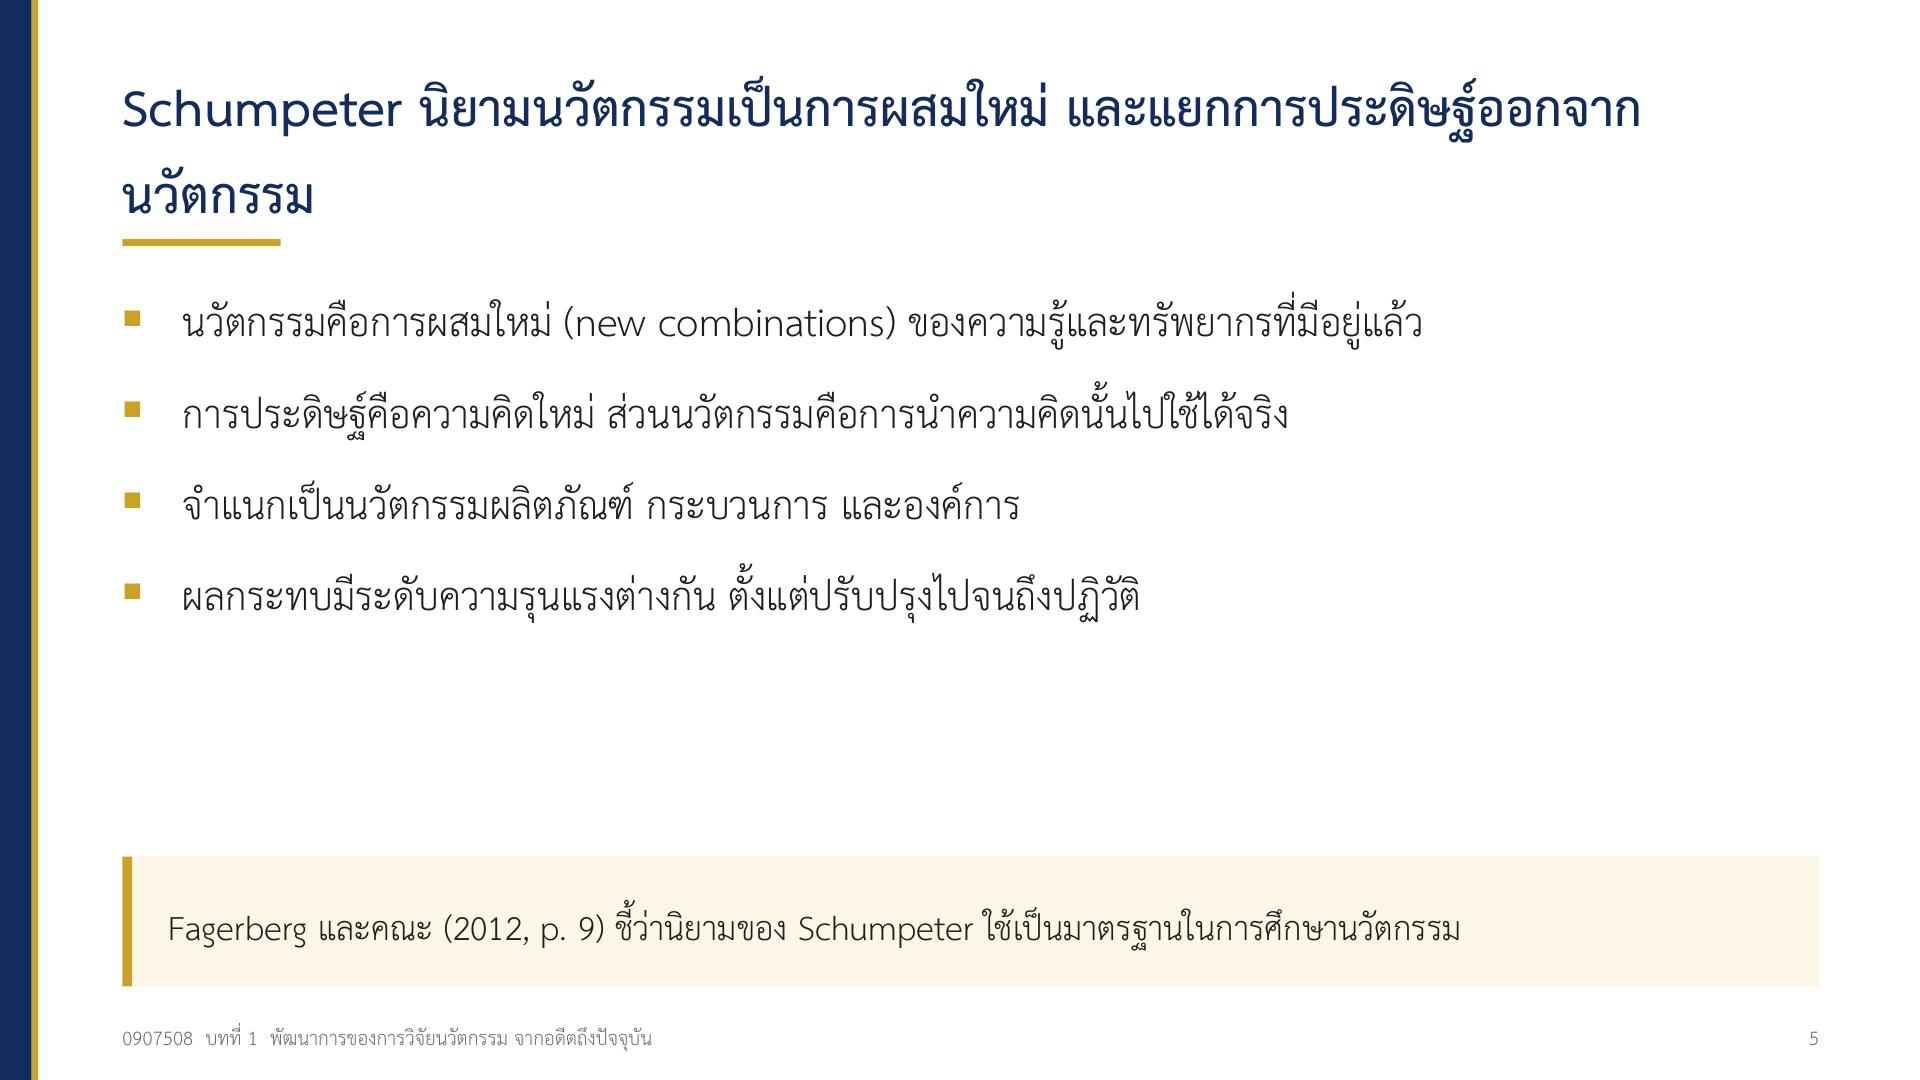 Schumpeter นิยามนวัตกรรมเป็นการผสมใหม่ และแยกการประดิษฐ์ออกจาก
นวัตกรรม
นวัตกรรมคือการผสมใหม่ (new combinations) ของความรู้และทรัพยากรที่มีอยู่แล้ว
การประดิษฐ์คือความคิดใหม่ ส่วนนวัตกรรมคือการนำความคิดนั้นไปใช้ได้จริง
จำแนกเป็นนวัตกรรมผลิตภัณฑ์ กระบวนการ และองค์การ
ผลกระทบมีระดับความรุนแรงต่างกัน ตั้งแต่ปรับปรุงไปจนถึงปฏิวัติ
Fagerberg และคณะ (2012, p. 9) ชี้ว่านิยามของ Schumpeter ใช้เป็นมาตรฐานในการศึกษานวัตกรรม
0907508 บทที่ 1 พัฒนาการของการวิจัยนวัตกรรม จากอดีตถึงปัจจุบัน
5